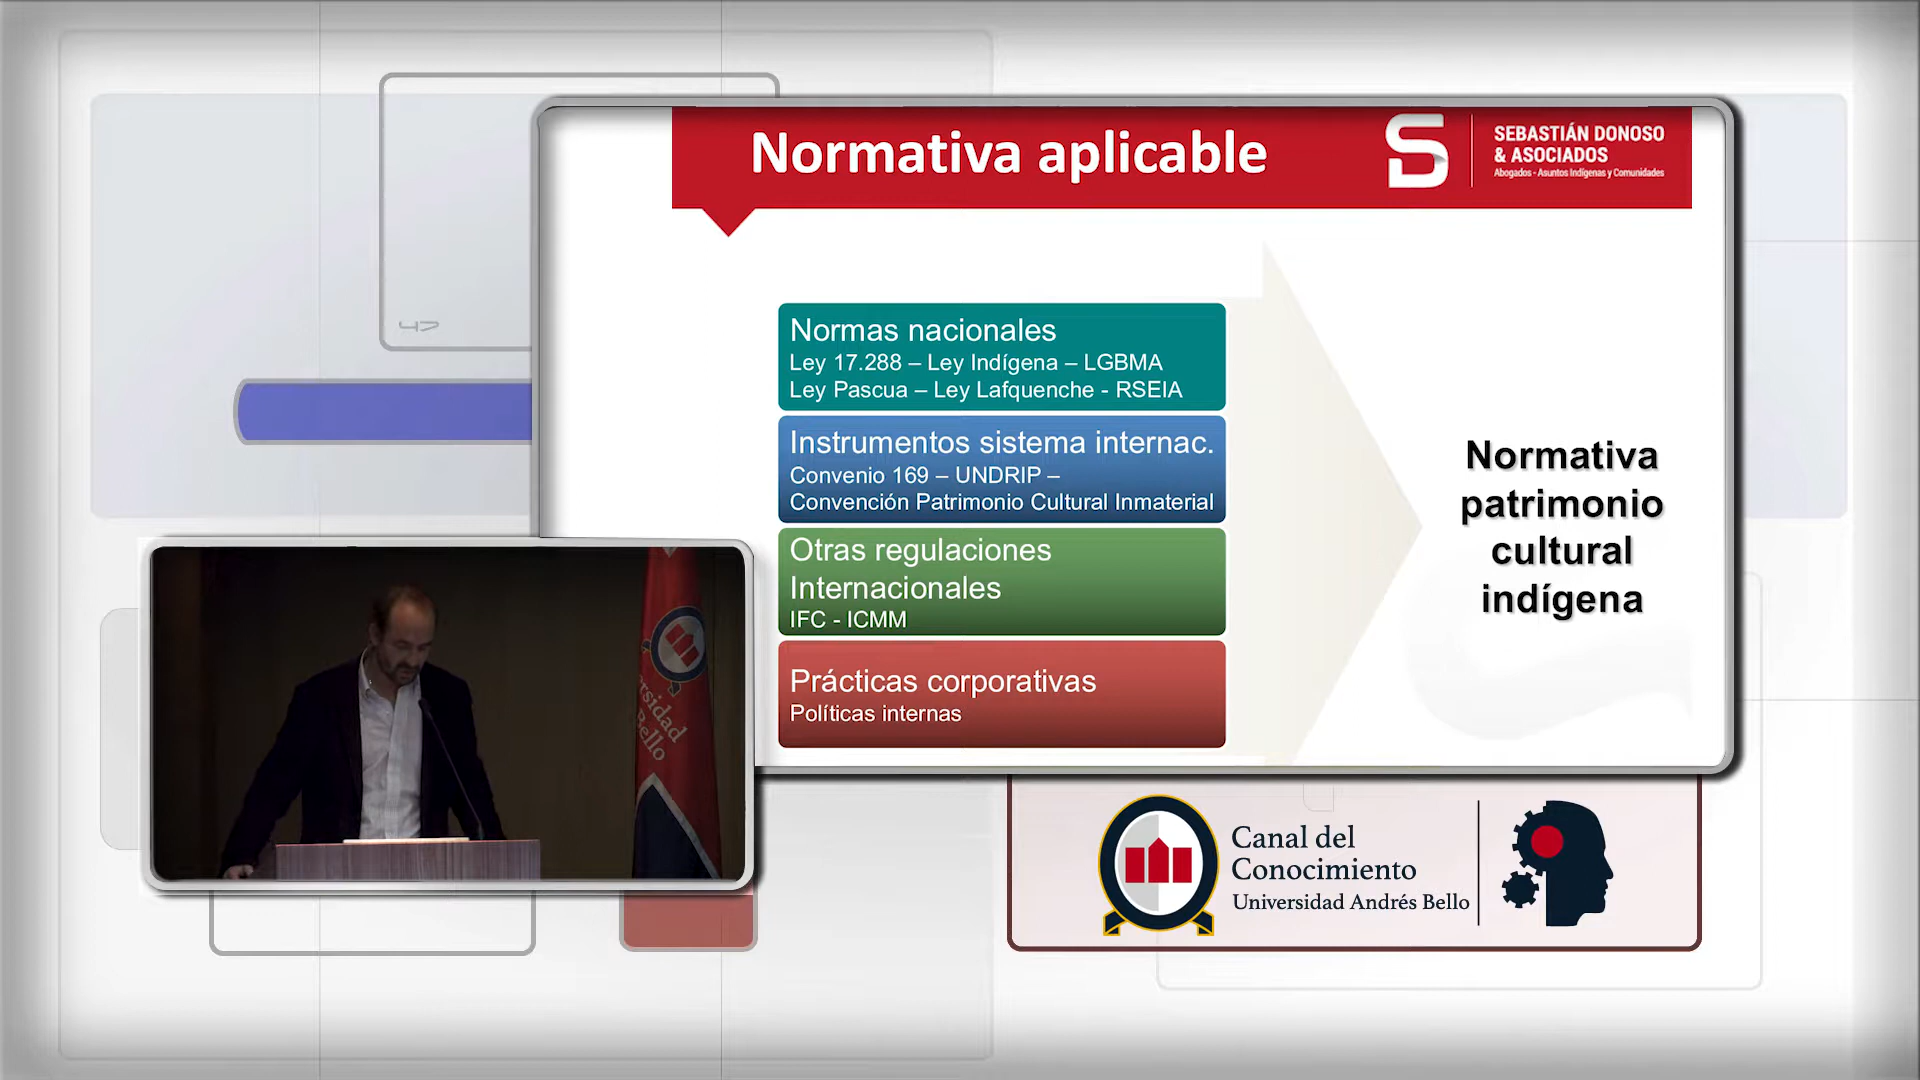 Normativa aplicable
SEBASTIÁN DONOSO
& ASOCIADOS
Abogados - Asuntos Indígenas y Comunidades
Normas nacionales
Ley 17.288 – Ley Indígena – LGBMA
Ley Pascua – Ley Lafquenche - RSEIA
Instrumentos sistema internac.
Convenio 169 – UNDRIP –
Convención Patrimonio Cultural Inmaterial
Otras regulaciones
Internacionales
IFC - ICMM
Prácticas corporativas
Políticas internas
Normativa
patrimonio
cultural
indígena
ersidad
Bello
Canal del
Conocimiento
Universidad Andrés Bello